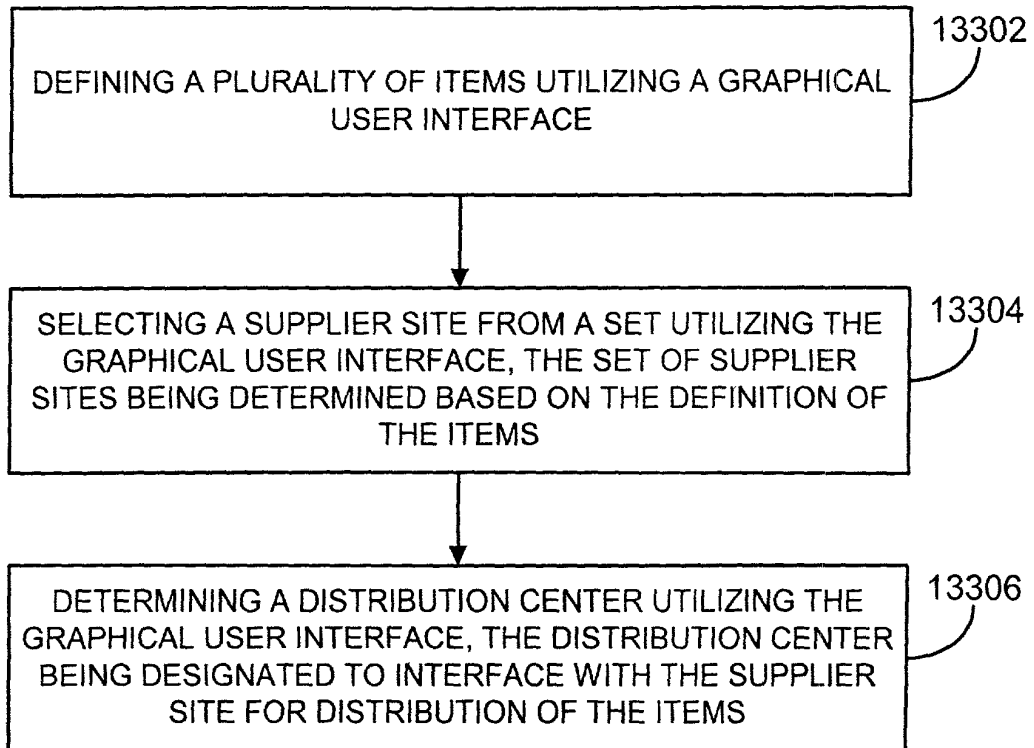 13302
DEFINING A PLURALITY OF ITEMS UTILIZING A GRAPHICAL
USER INTERFACE
13304
SELECTING A SUPPLIER SITE FROM A SET UTILIZING THE
GRAPHICAL USER INTERFACE, THE SET OF SUPPLIER
SITES BEING DETERMINED BASED ON THE DEFINITION OF
THE ITEMS
13306
DETERMINING A DISTRIBUTION CENTER UTILIZING THE
GRAPHICAL USER INTERFACE, THE DISTRIBUTION CENTER
BEING DESIGNATED TO INTERFACE WITH THE SUPPLIER
SITE FOR DISTRIBUTION OF THE ITEMS